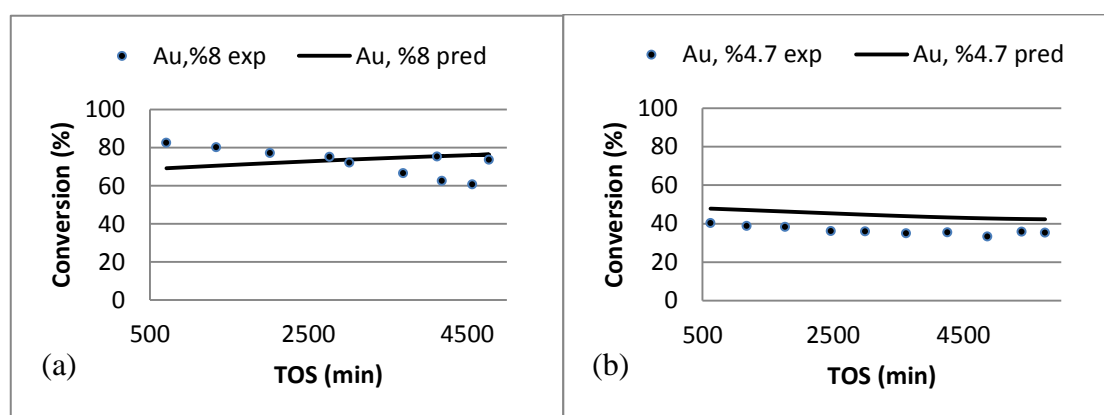 Au,%8 exp
Au, %8 pred
100
80
60
40
20
0
Conversion (%)
500
2500
4500
TOS (min)
(a)
Au, %4.7 exp
Au, %4.7 pred
100
80
60
40
20
0
Conversion (%)
500
2500
4500
TOS (min)
(b)